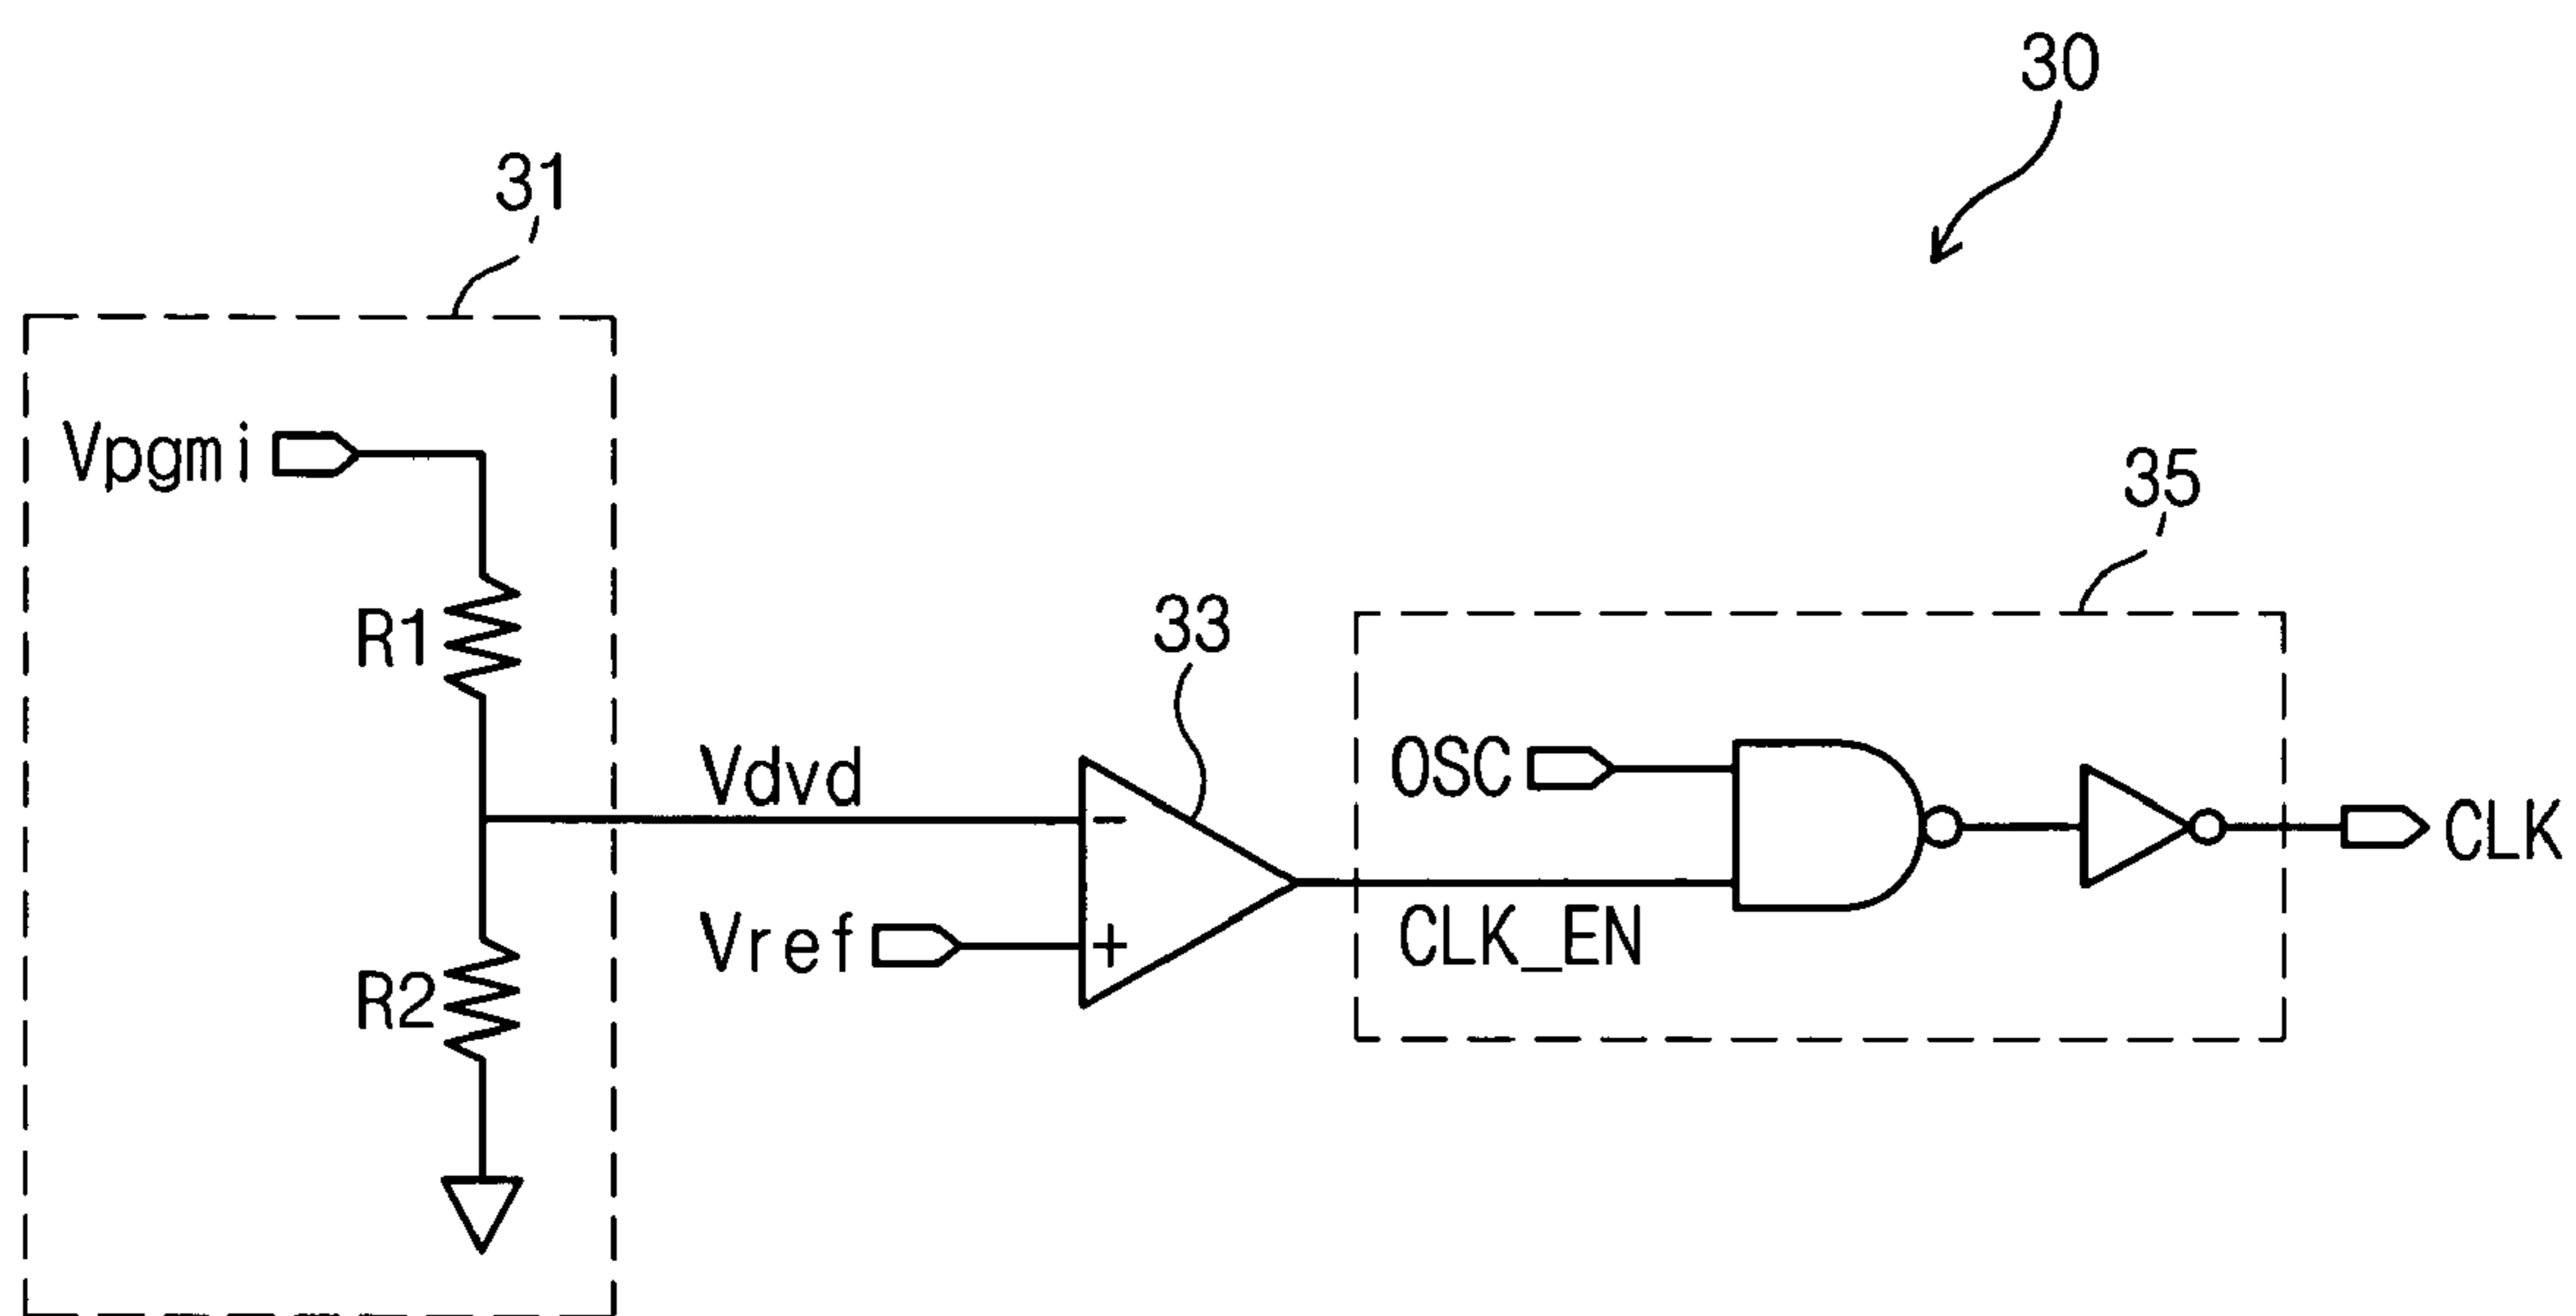 30
31
Vpgmi
35
R1
33
Vdvd
OSC
-
CLK
Vref
+
CLK_EN
R2